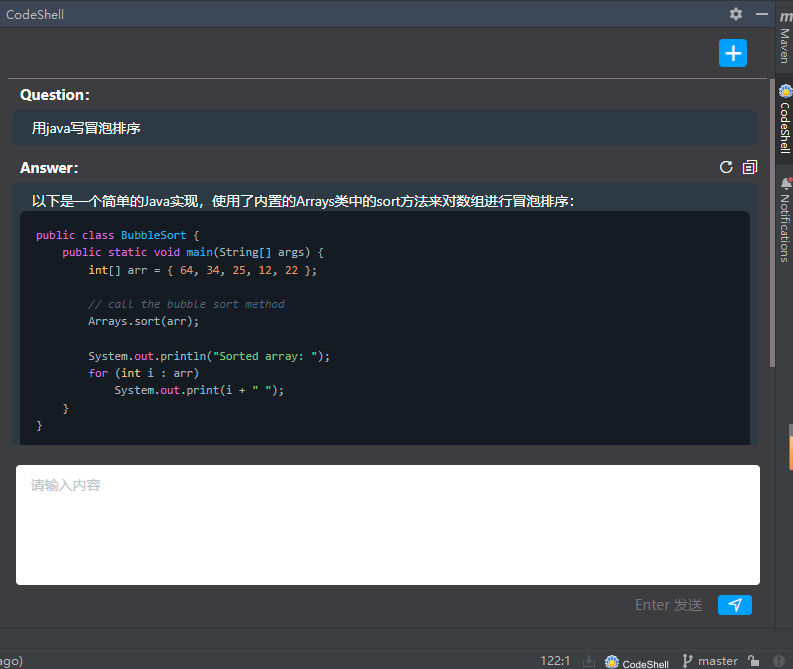 CodeShell
Question:
用java写冒泡排序
Answer:
以下是一个简单的Java实现，使用了内置的Arrays类中的sort方法来对数组进行冒泡排序：
public class BubbleSort {
    public static void main(String[] args) {
        int[] arr = { 64, 34, 25, 12, 22 };
        // call the bubble sort method
        Arrays.sort(arr);
        System.out.println("Sorted array: ");
        for (int i : arr)
            System.out.print(i + " ");
    }
}
请输入内容
Enter 发送
m
Maven
CodeShell
Notifications
ago)
122:1
CodeShell
master